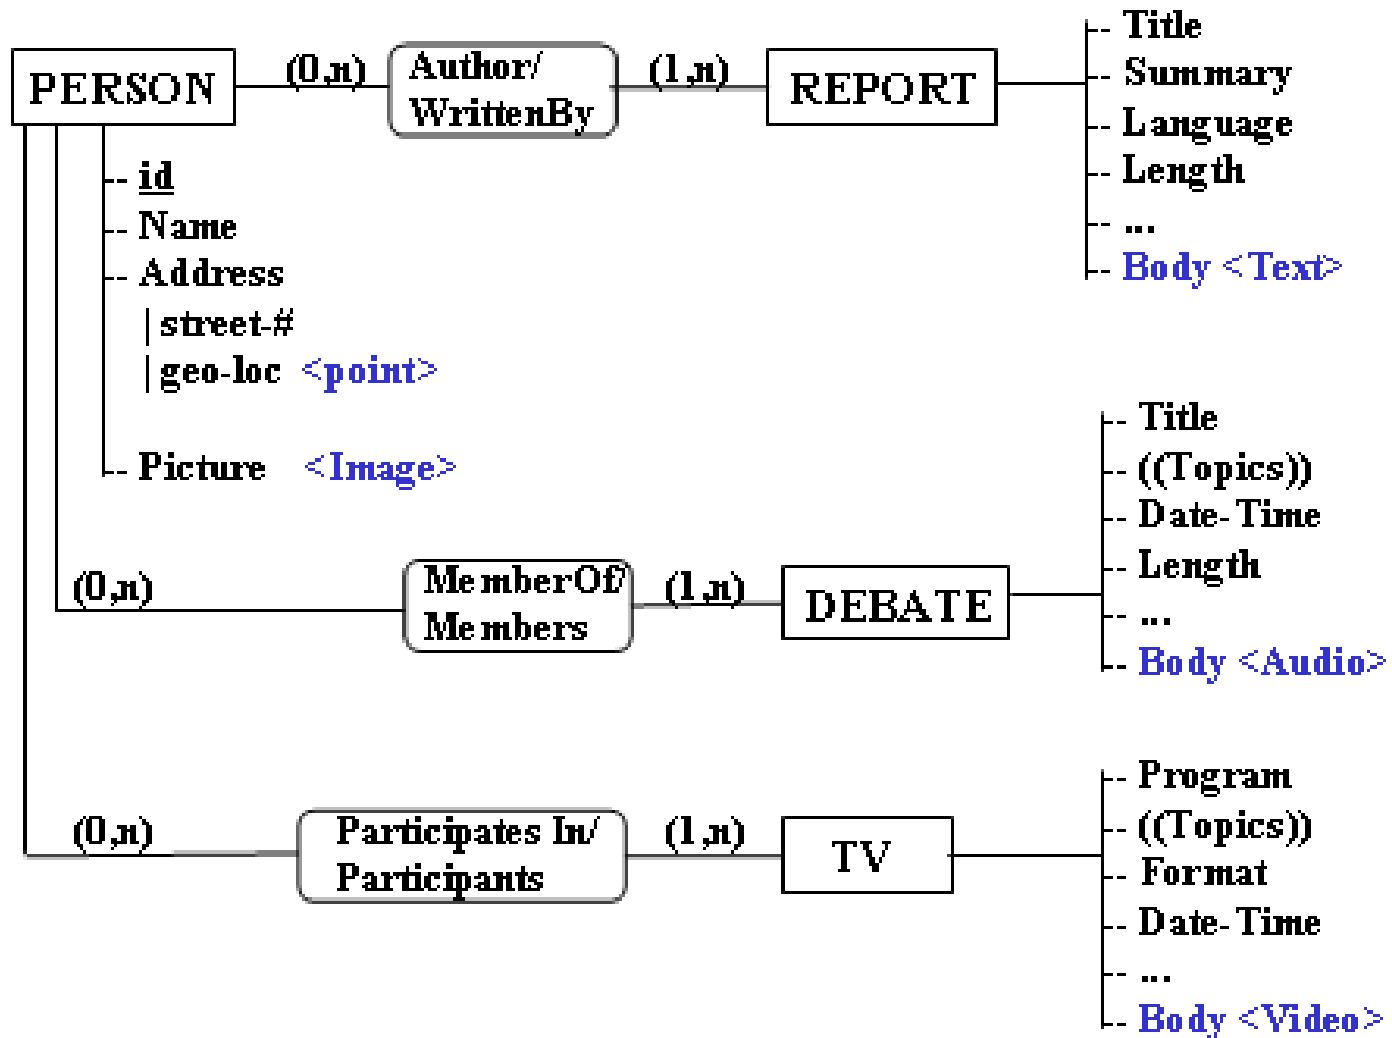 PERSON
(0,n)
Author/
WrittenBy
(1,n)
REPORT
-- Title
-- Summary
-- Language
-- Length
-- ...
-- Body <Text>
-- id
-- Name
-- Address
|street-#
|geo-loc <point>
-- Picture <Image>
(0,n)
MemberOf/
Members
(1,n)
DEBATE
-- Title
-- ((Topics))
-- Date-Time
-- Length
-- ...
-- Body <Audio>
(0,n)
Participates In/
Participants
(1,n)
TV
-- Program
-- ((Topics))
-- Format
-- Date-Time
-- ...
-- Body <Video>